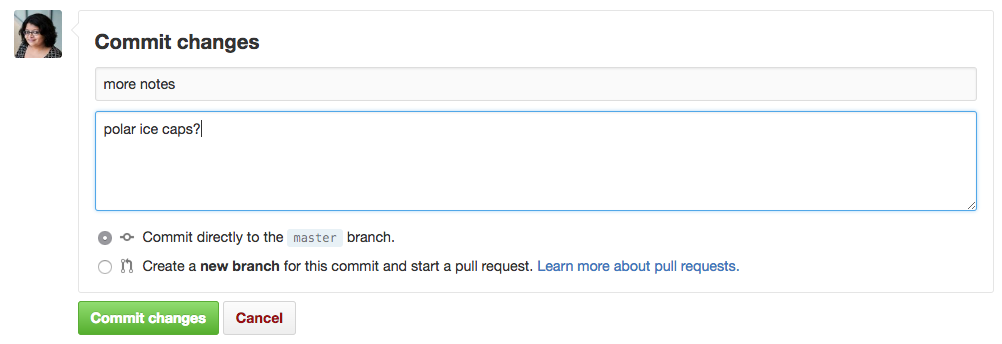 Commit changes
more notes
polar ice caps?
Commit directly to the master branch.
Create a new branch for this commit and start a pull request. Learn more about pull requests.
Commit changes Cancel